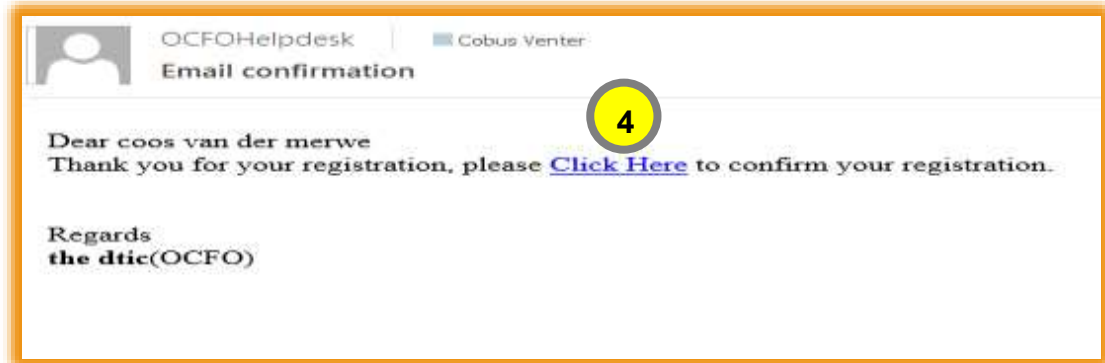 OCFOHelpdesk Cobus Venter
Email confirmation
4
Dear coos van der merwe
Thank you for your registration, please Click Here to confirm your registration.
Regards
the dtic(OCFO)